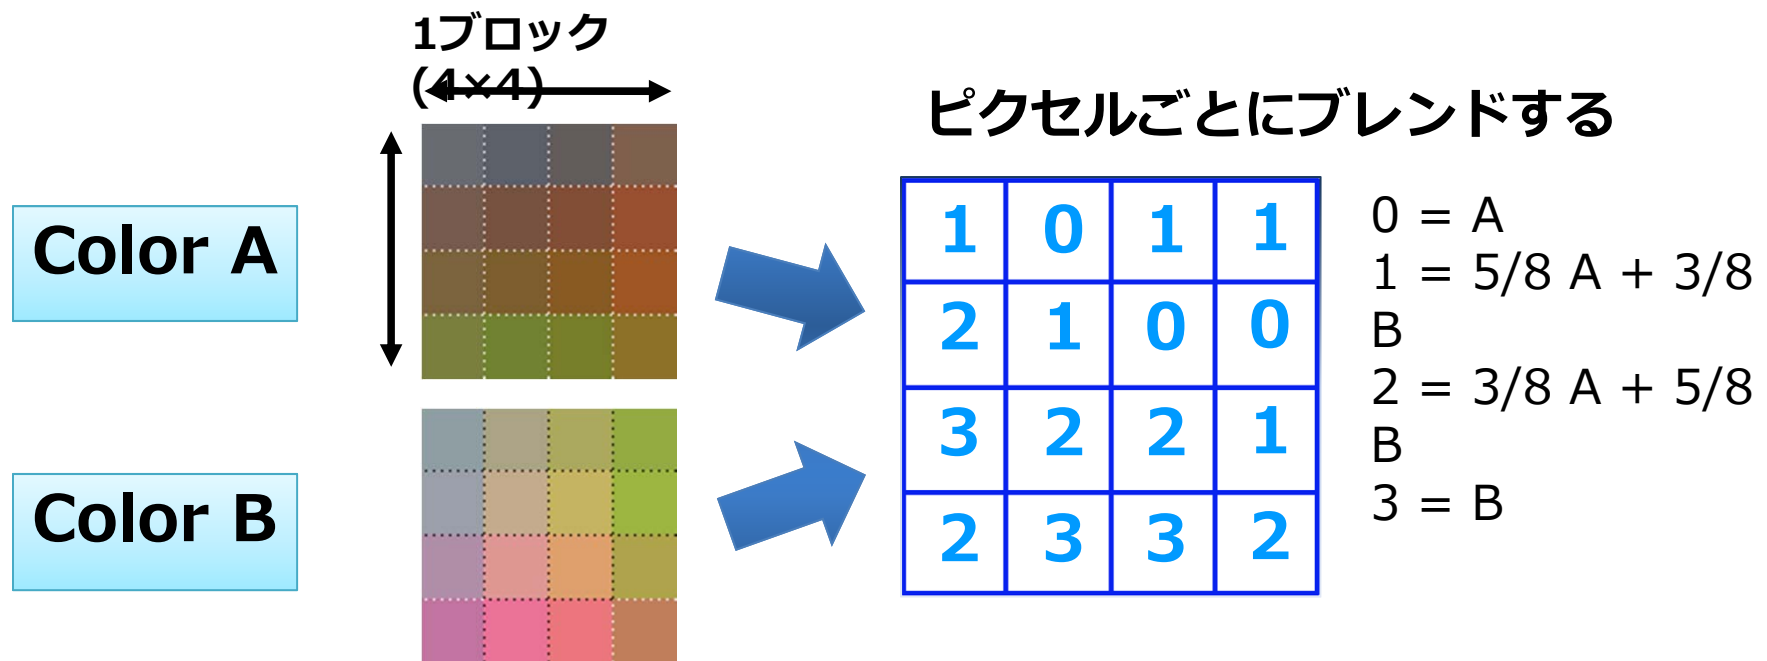 1ブロック
(4×4)
ピクセルごとにブレンドする
Color A
Color B
1 0 1 1
2 1 0 0
3 2 2 1
2 3 3 2
0 = A
1 = 5/8 A + 3/8
B
2 = 3/8 A + 5/8
B
3 = B